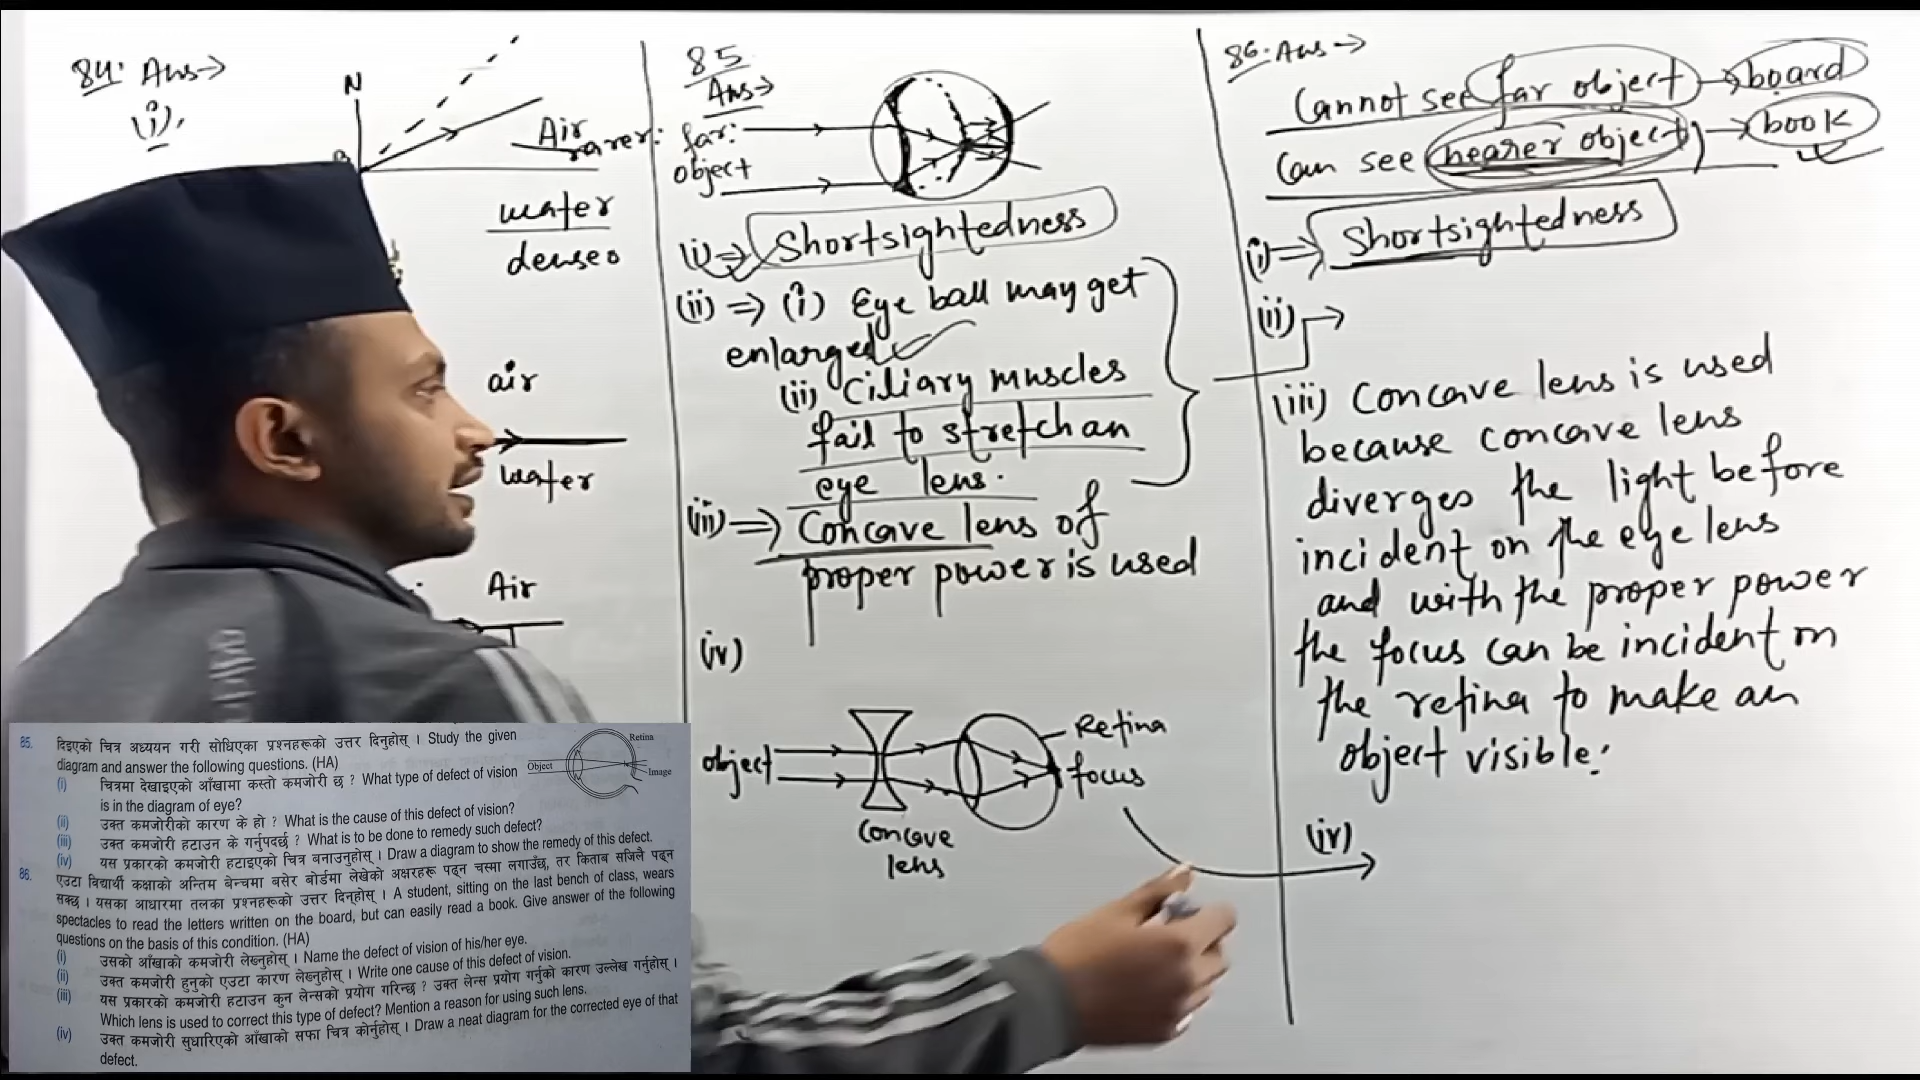 84. Ans→
(i),
N
Air
rarer:
water
denser
air
water
Air
85
Ans→
far:
object
(i)⇒ Shortsightedness
(ii) ⇒ (i) Eye ball may get
enlarged
(ii) Ciliary muscles
fail to stretch an
eye lens.
(iii) ⇒ Concave lens of
proper power is used
(iv)
object
Retina
focus
Concave
lens
86. Ans→
Cannot see far object → board
Can see nearer object → book
(i) ⇒ Shortsightedness
(ii) →
(iii) Concave lens is used
because concave lens
diverges the light before
incident on the eye lens
and with the proper power
the focus can be incident on
the retina to make an
object visible.
(iv)
85. दिइएको चित्र अध्ययन गरी सोधिएका प्रश्नहरूको उत्तर दिनुहोस् । Study the given
diagram and answer the following questions. (HA)
Retina
Object
Image
(i) चित्रमा देखाइएको आँखामा कस्तो कमजोरी छ ? What type of defect of vision
is in the diagram of eye?
(ii) उक्त कमजोरीको कारण के हो ? What is the cause of this defect of vision?
(iii) उक्त कमजोरी हटाउन के गर्नुपर्दछ ? What is to be done to remedy such defect?
(iv) यस प्रकारको कमजोरी हटाइएको चित्र बनाउनुहोस् । Draw a diagram to show the remedy of this defect.
86. एउटा विद्यार्थी कक्षाको अन्तिम बेन्चमा बसेर बोर्डमा लेखेको अक्षरहरू पढ्न चस्मा लगाउँछ, तर किताब सजिलै पढ्न
सक्छ । यसका आधारमा तलका प्रश्नहरूको उत्तर दिनुहोस् । A student, sitting on the last bench of class, wears
spectacles to read the letters written on the board, but can easily read a book. Give answer of the following
questions on the basis of this condition. (HA)
(i) उसको आँखाको कमजोरी लेख्नुहोस् । Name the defect of vision of his/her eye.
(ii) उक्त कमजोरी हुनुको एउटा कारण लेख्नुहोस् । Write one cause of this defect of vision.
(iii) यस प्रकारको कमजोरी हटाउन कुन लेन्सको प्रयोग गरिन्छ ? उक्त लेन्स प्रयोग गर्नुको कारण उल्लेख गर्नुहोस् ।
Which lens is used to correct this type of defect? Mention a reason for using such lens.
(iv) उक्त कमजोरी सुधारिएको आँखाको सफा चित्र कोर्नुहोस् । Draw a neat diagram for the corrected eye of that
defect.